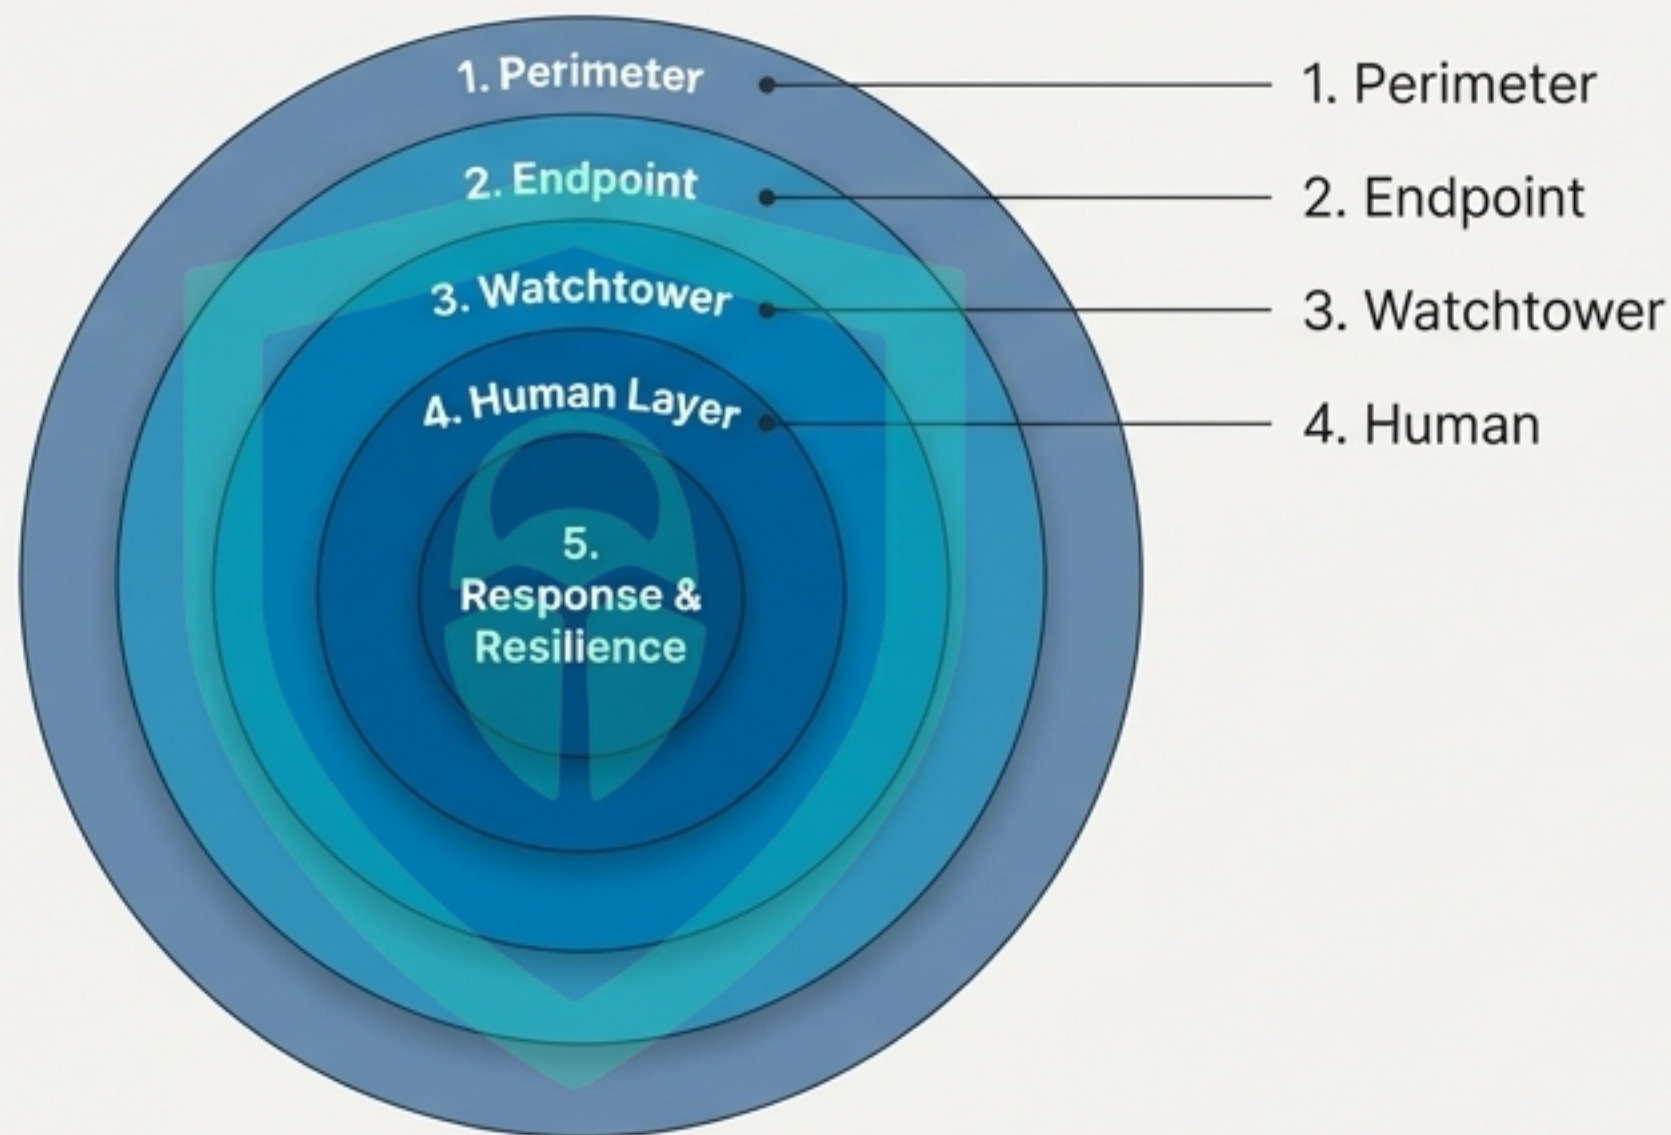 1. Perimeter
2. Endpoint
3. Watchtower
4. Human Layer
5.
Response &
Resilience
1. Perimeter
2. Endpoint
3. Watchtower
4. Human